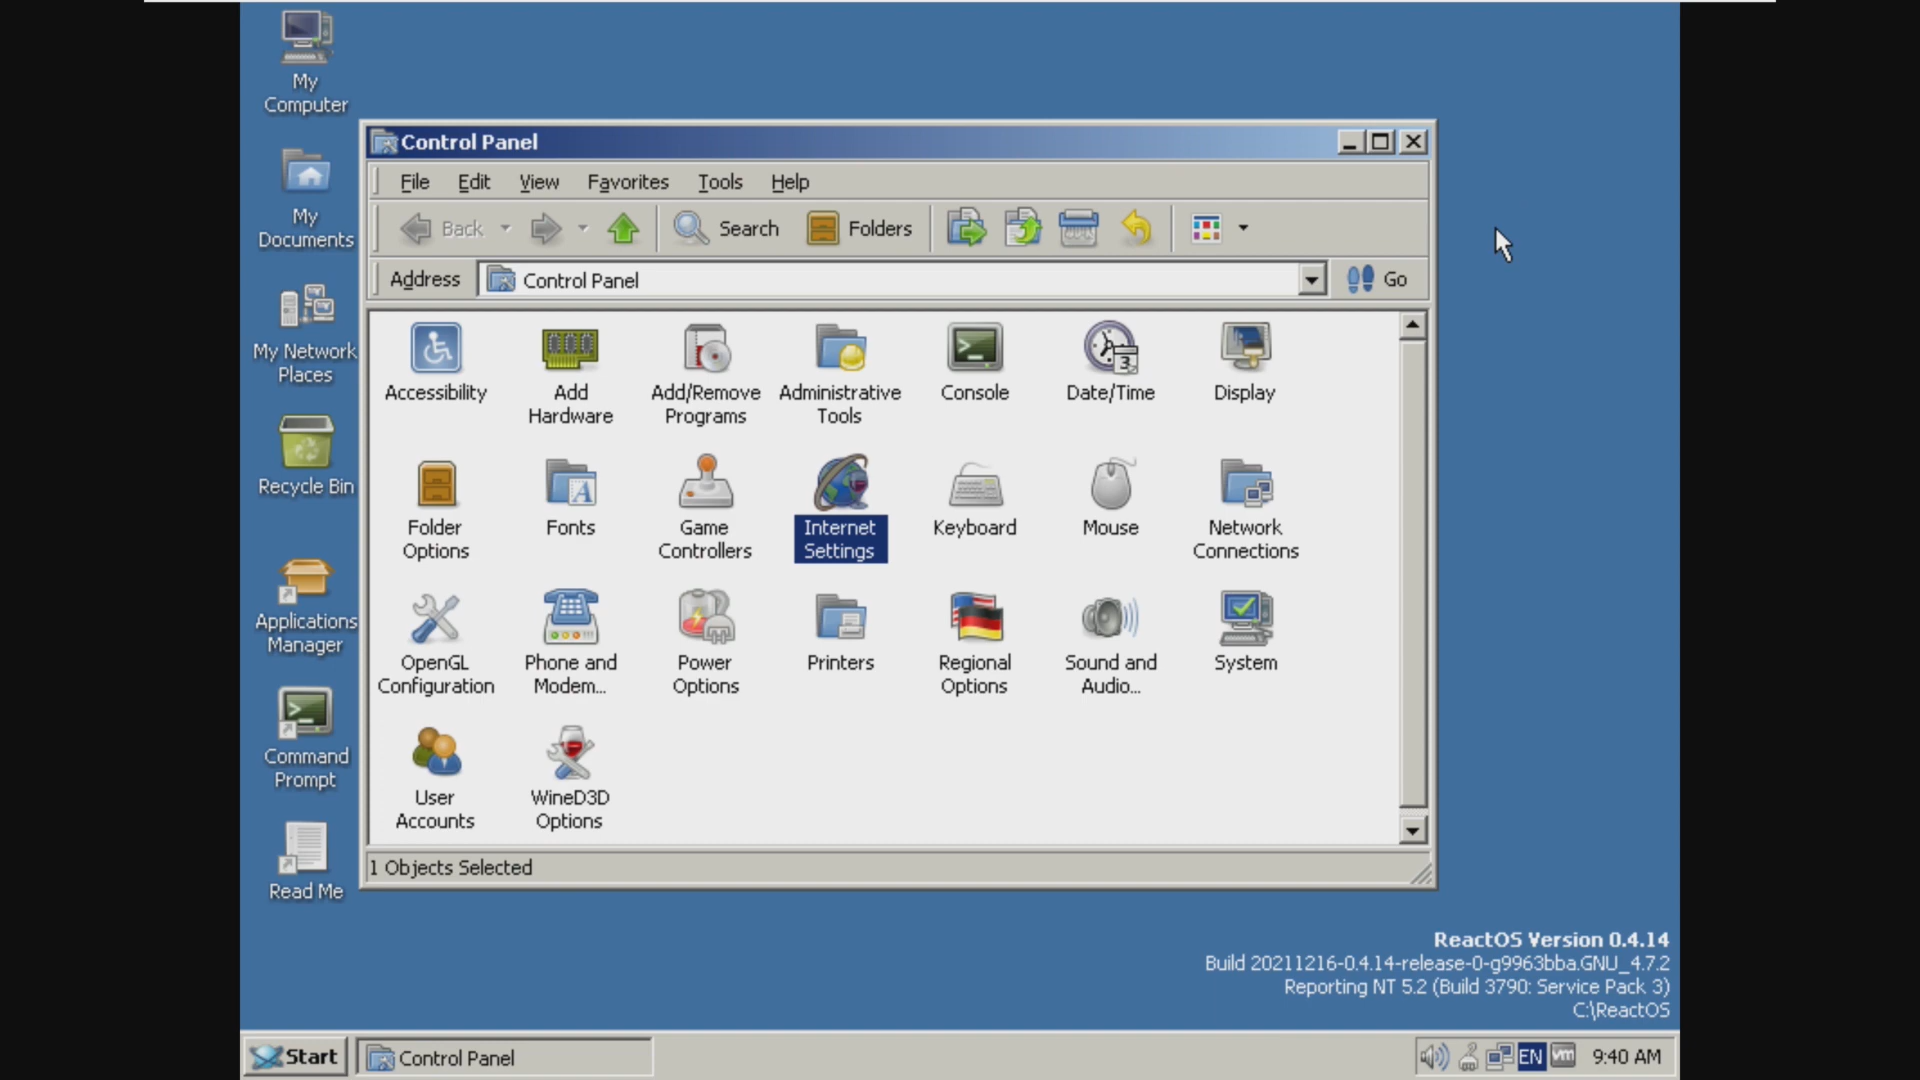 My
Computer
My
Documents
My Network
Places
Recycle Bin
Applications
Manager
Command
Prompt
Read Me
Control Panel
File Edit View Favorites Tools Help
Back Search Folders
Address Control Panel Go
Accessibility
Add
Hardware
Add/Remove
Programs
Administrative
Tools
Console
Date/Time
Display
Folder
Options
Fonts
Game
Controllers
Internet
Settings
Keyboard
Mouse
Network
Connections
OpenGL
Configuration
Phone and
Modem...
Power
Options
Printers
Regional
Options
Sound and
Audio...
System
User
Accounts
WineD3D
Options
1 Objects Selected
ReactOS Version 0.4.14
Build 20211216-0.4.14-release-0-g9963bba.GNU_4.7.2
Reporting NT 5.2 (Build 3790: Service Pack 3)
C:\ReactOS
Start Control Panel EN vm 9:40 AM